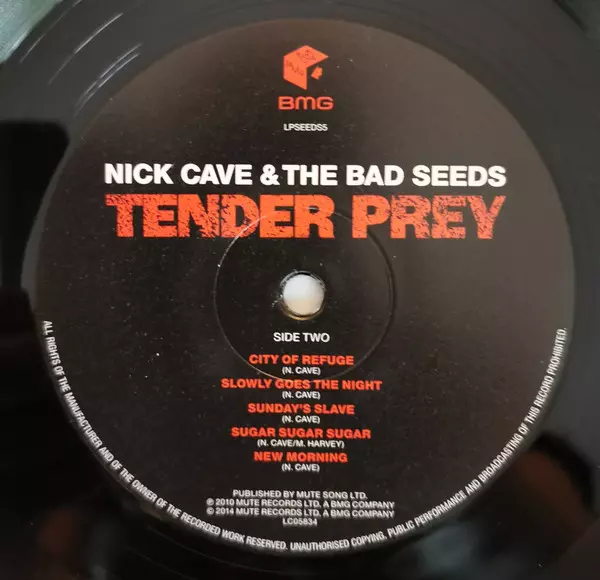 BMG
LPSEEDS5
NICK CAVE & THE BAD SEEDS
TENDER PREY
SIDE TWO
CITY OF REFUGE
(N. CAVE)
SLOWLY GOES THE NIGHT
(N. CAVE)
SUNDAY'S SLAVE
(N. CAVE)
SUGAR SUGAR SUGAR
(N. CAVE/M. HARVEY)
NEW MORNING
(N. CAVE)
PUBLISHED BY MUTE SONG LTD.
℗ 2010 MUTE RECORDS LTD. A BMG COMPANY
© 2014 MUTE RECORDS LTD. A BMG COMPANY
LC05834
ALL RIGHTS OF THE MANUFACTURER AND OF THE OWNER OF THE RECORDED WORK RESERVED. UNAUTHORISED COPYING, PUBLIC PERFORMANCE AND BROADCASTING OF THIS RECORD PROHIBITED.